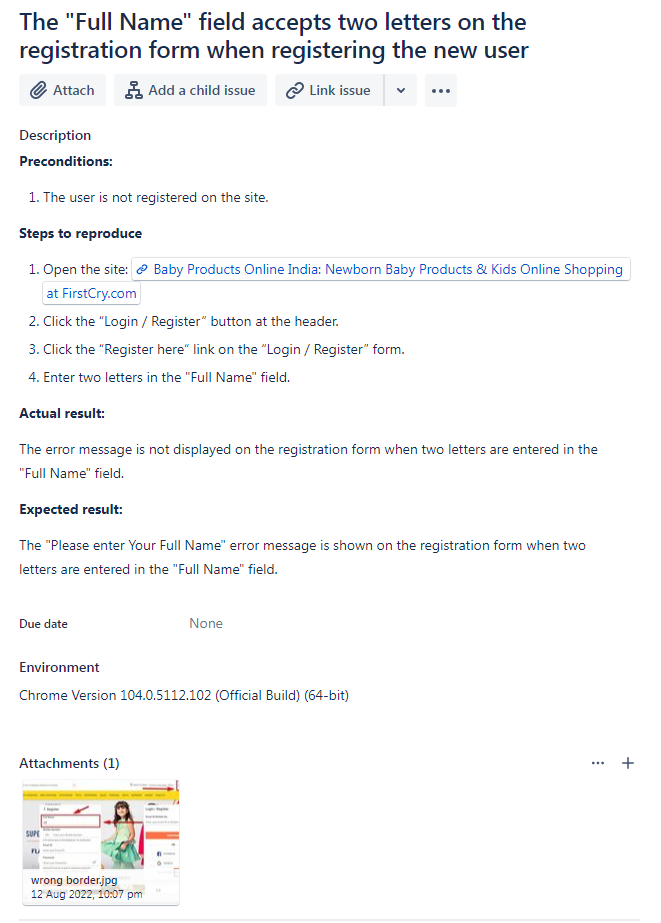 The "Full Name" field accepts two letters on the
registration form when registering the new user
Attach
Add a child issue
Link issue
Description
Preconditions:
1. The user is not registered on the site.
Steps to reproduce
1. Open the site: Baby Products Online India: Newborn Baby Products & Kids Online Shopping
at FirstCry.com
2. Click the “Login / Register” button at the header.
3. Click the “Register here” link on the “Login / Register” form.
4. Enter two letters in the "Full Name" field.
Actual result:
The error message is not displayed on the registration form when two letters are entered in the
"Full Name" field.
Expected result:
The "Please enter Your Full Name" error message is shown on the registration form when two
letters are entered in the "Full Name" field.
Due date None
Environment
Chrome Version 104.0.5112.102 (Official Build) (64-bit)
Attachments (1)
wrong border.jpg
12 Aug 2022, 10:07 pm